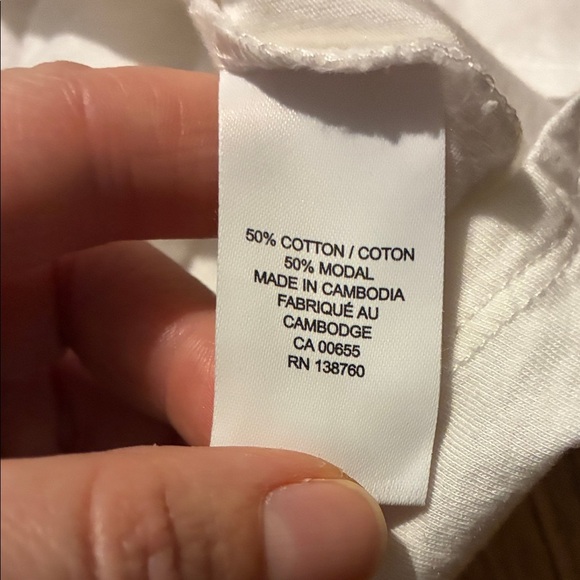 50% COTTON / COTON
50% MODAL
MADE IN CAMBODIA
FABRIQUÉ AU
CAMBODGE
CA 00655
RN 138760